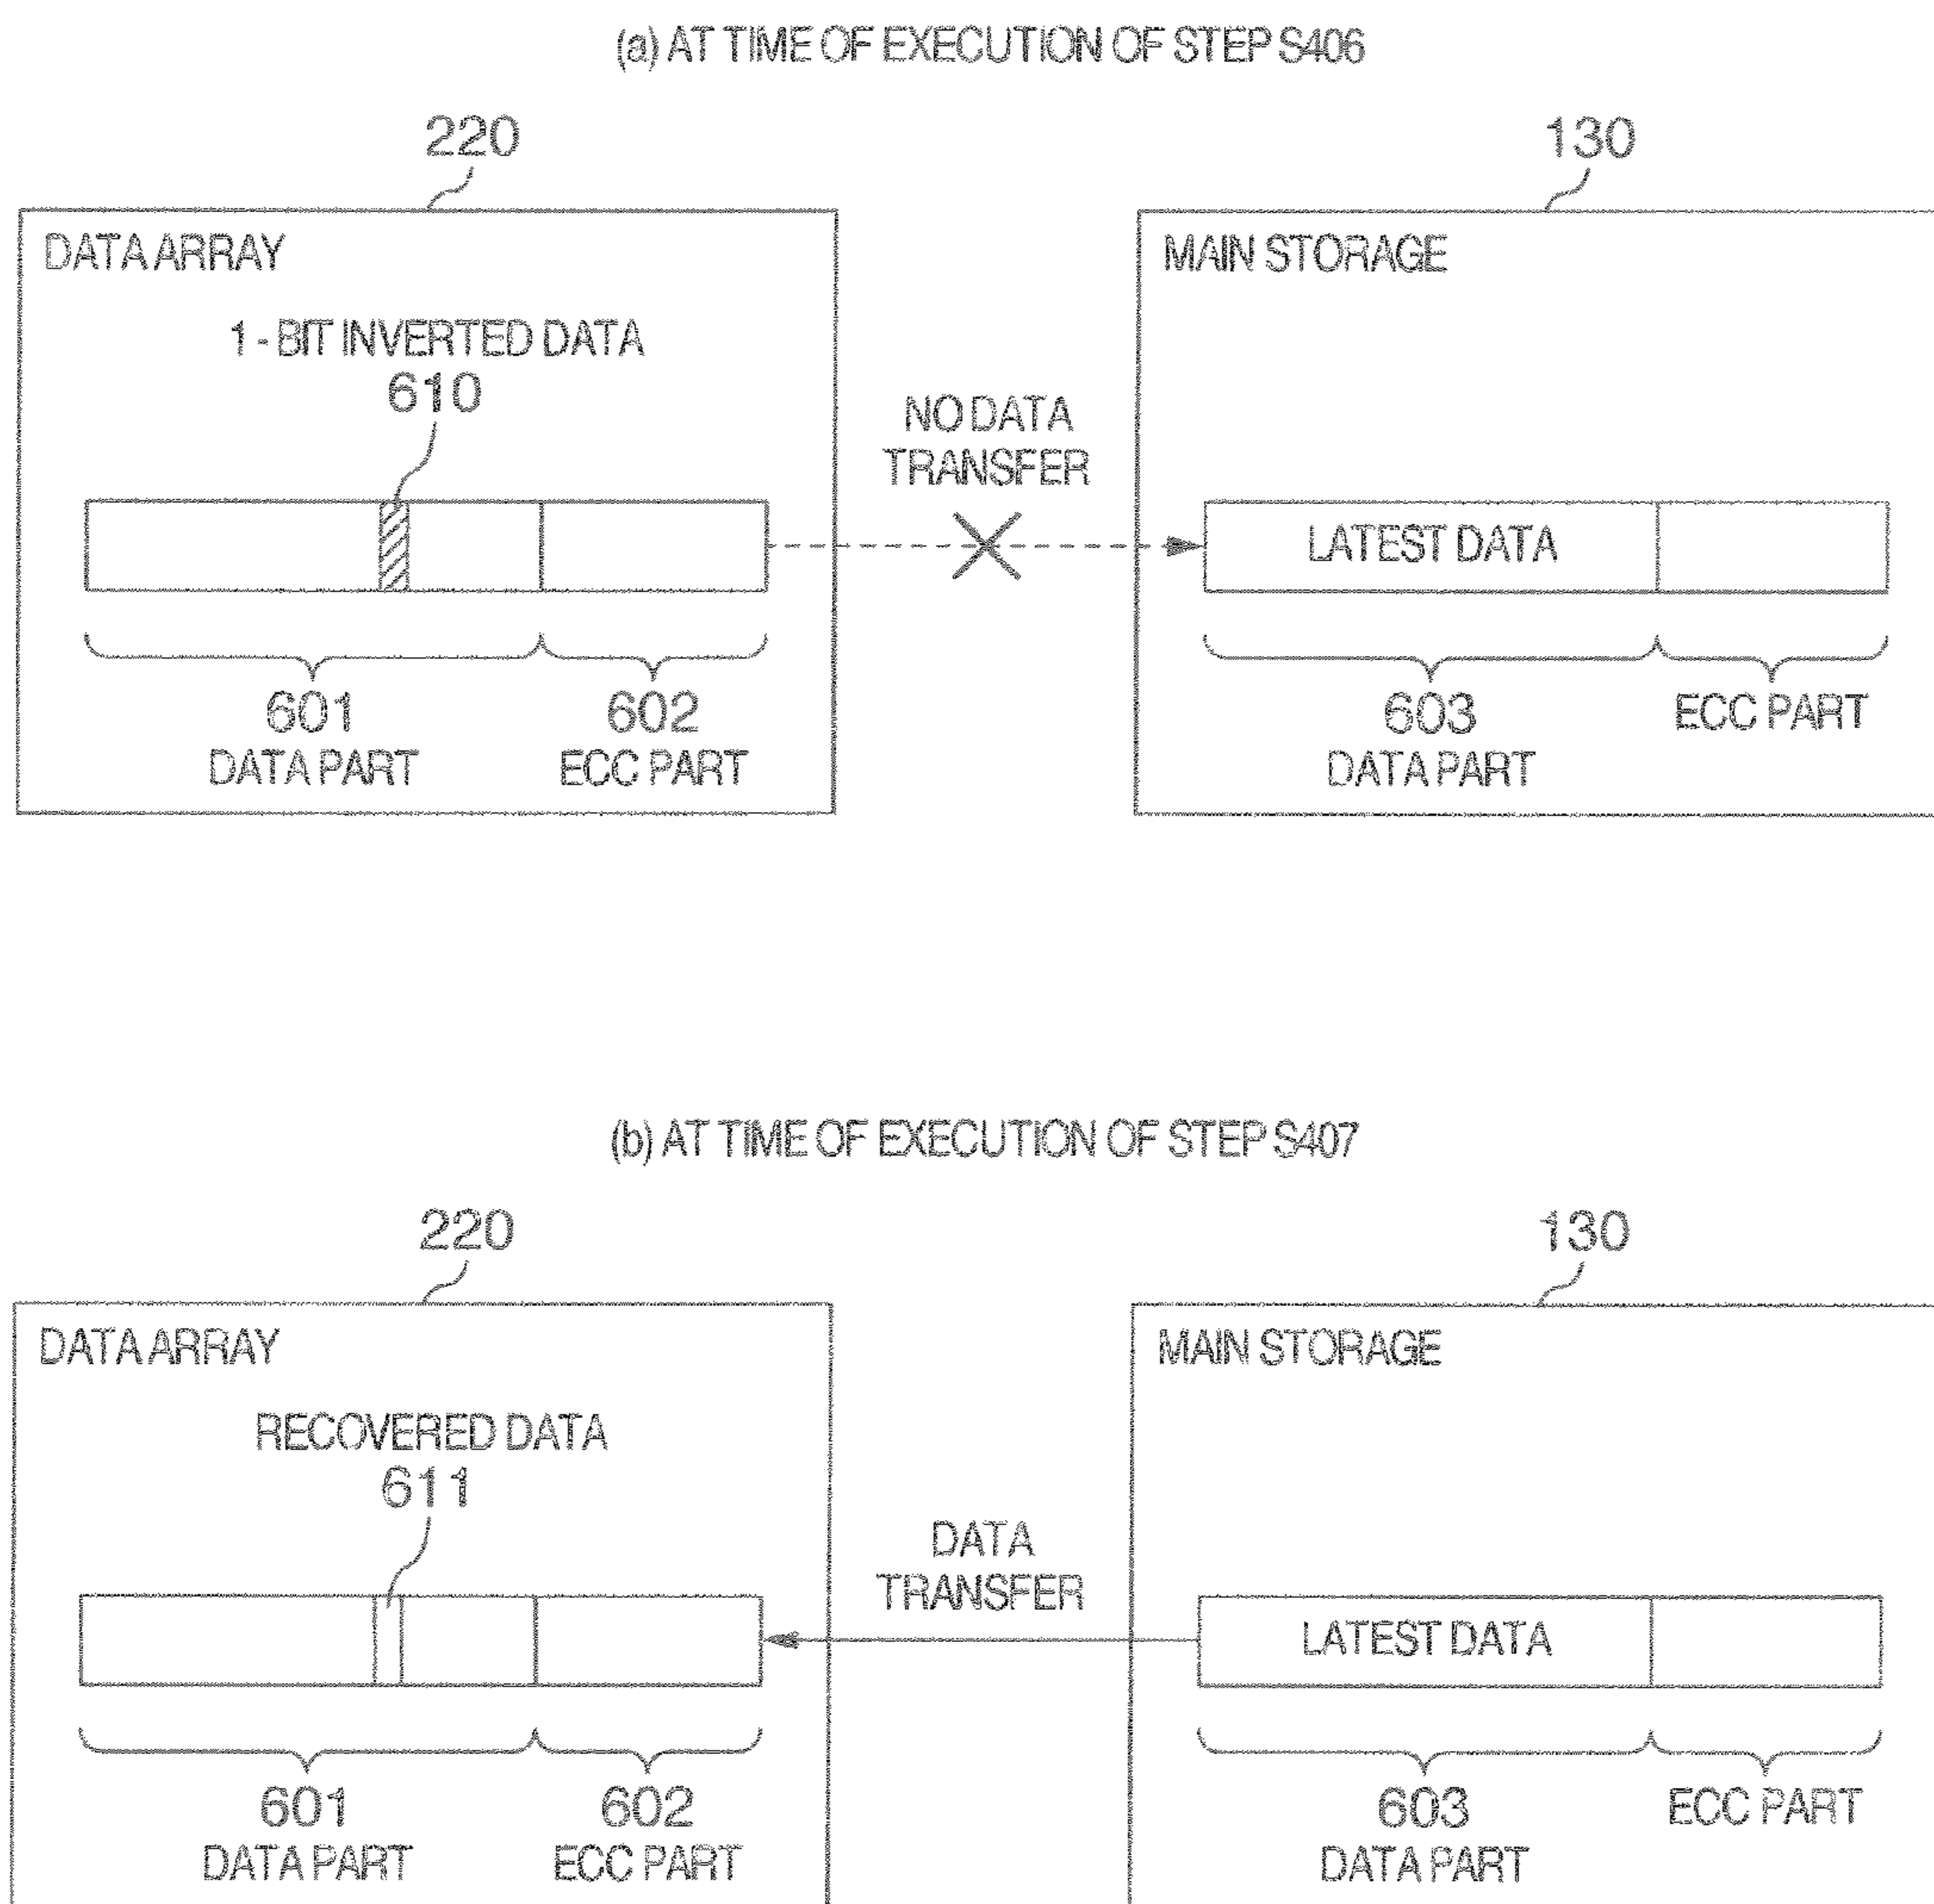 (a) AT TIME OF EXECUTION OF STEP S406
220
130
DATA ARRAY
MAIN STORAGE
1 - BIT INVERTED DATA
610
NO DATA
TRANSFER
LATEST DATA
601
602
603
ECC PART
DATA PART
ECC PART
DATA PART
(b) AT TIME OF EXECUTION OF STEP S407
220
130
DATA ARRAY
MAIN STORAGE
RECOVERED DATA
611
DATA
TRANSFER
LATEST DATA
601
602
603
ECC PART
DATA PART
ECC PART
DATA PART